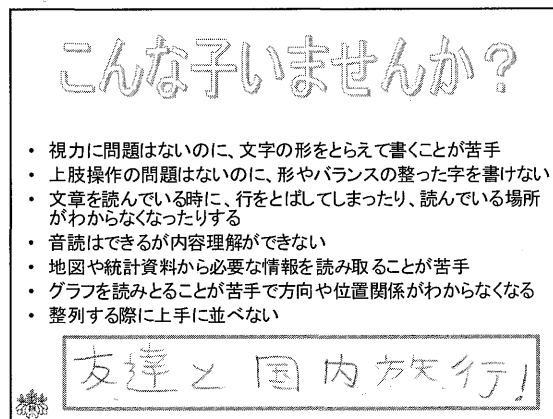 こんな子いませんか？
・ 視力に問題はないのに、文字の形をとらえて書くことが苦手
・ 上肢操作の問題はないのに、形やバランスの整った字を書けない
・ 文章を読んでいる時に、行をとばしてしまったり、読んでいる場所
がわからなくなったりする
・ 音読はできるが内容理解ができない
・ 地図や統計資料から必要な情報を読み取ることが苦手
・ グラフを読みとることが苦手で方向や位置関係がわからなくなる
・ 整列する際に上手に並べない
友達と国内旅行!